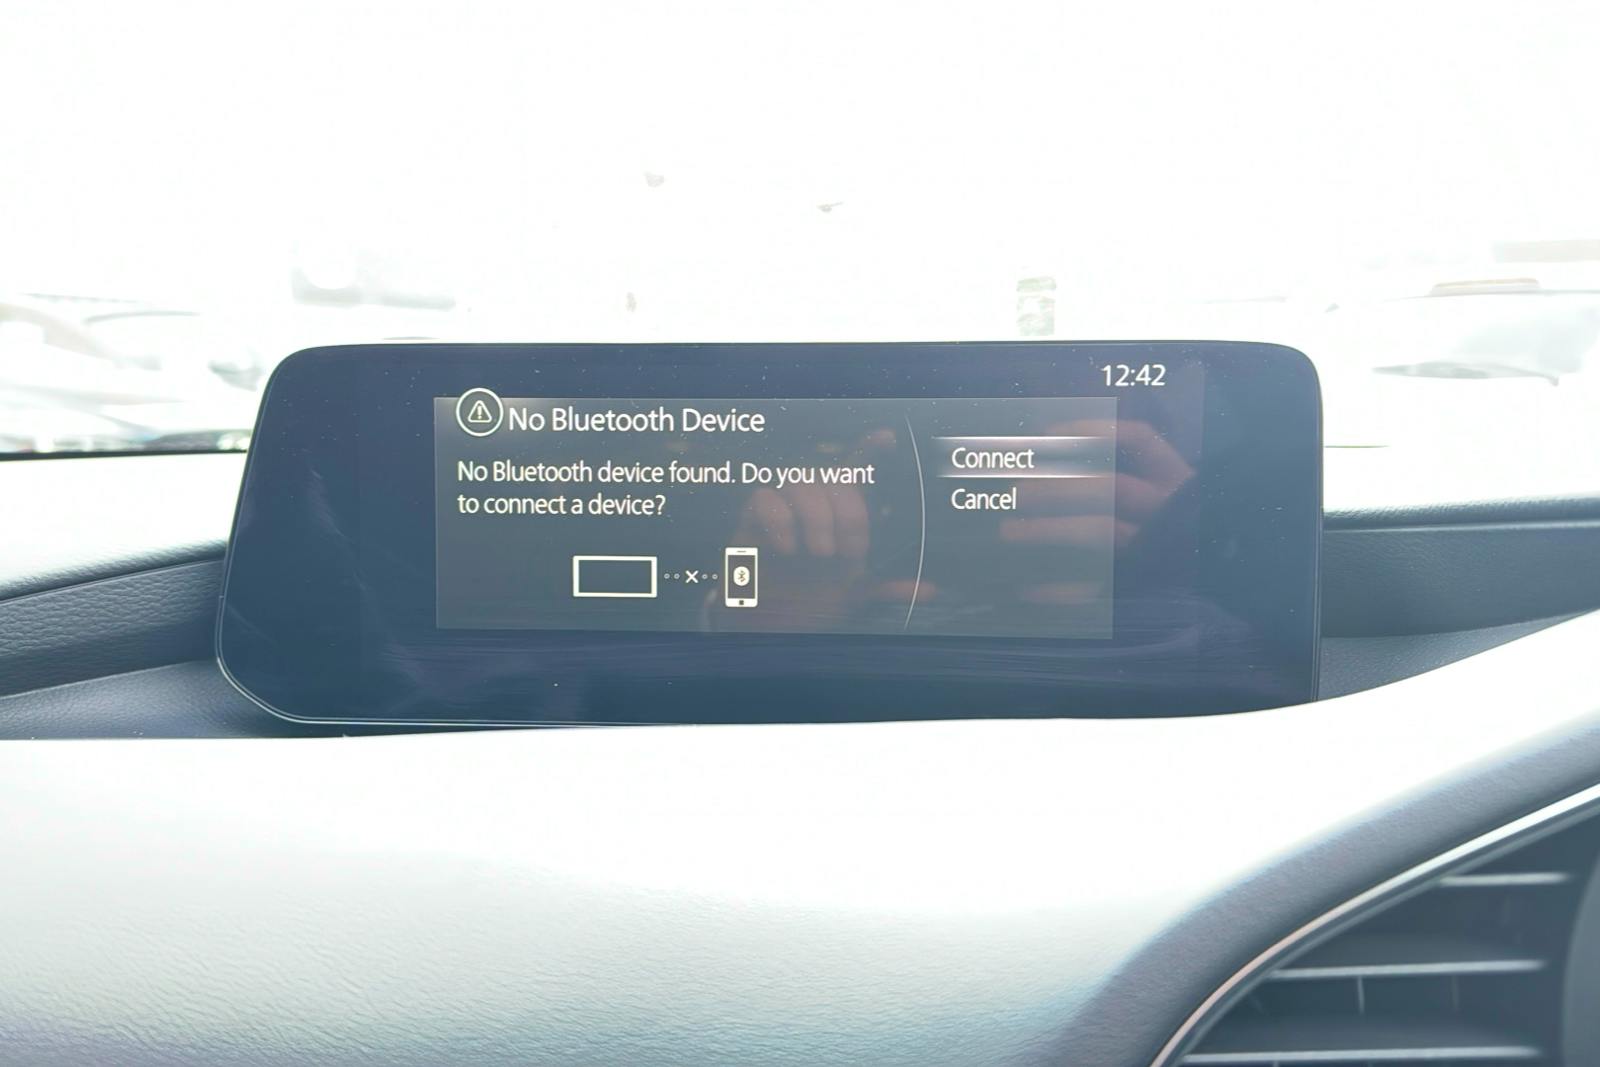 12:42
No Bluetooth Device
No Bluetooth device found. Do you want
to connect a device?
Connect
Cancel